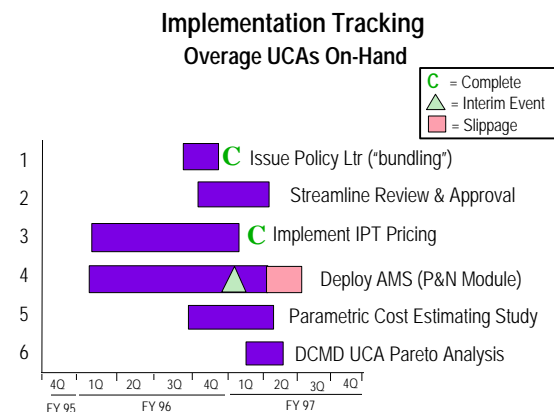 Implementation Tracking
Overage UCAs On-Hand
C = Complete
= Interim Event
= Slippage
1 C Issue Policy Ltr ("bundling")
2 Streamline Review & Approval
3 C Implement IPT Pricing
4 Deploy AMS (P&N Module)
5 Parametric Cost Estimating Study
6 DCMD UCA Pareto Analysis
4Q 1Q 2Q 3Q 4Q 1Q 2Q 3Q 4Q
FY 95 FY 96 FY 97